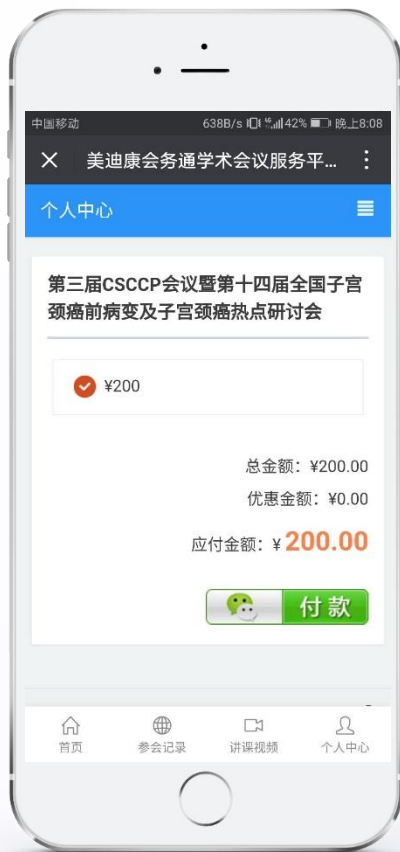 中国移动 638B/s 46 42% 晚上8:08
× 美迪康会务通学术会议服务平... ⋮
个人中心
第三届CSCCP会议暨第十四届全国子宫
颈癌前病变及子宫颈癌热点研讨会
¥200
总金额：¥200.00
优惠金额：¥0.00
应付金额：¥ 200.00
付款
首页 参会记录 讲课视频 个人中心